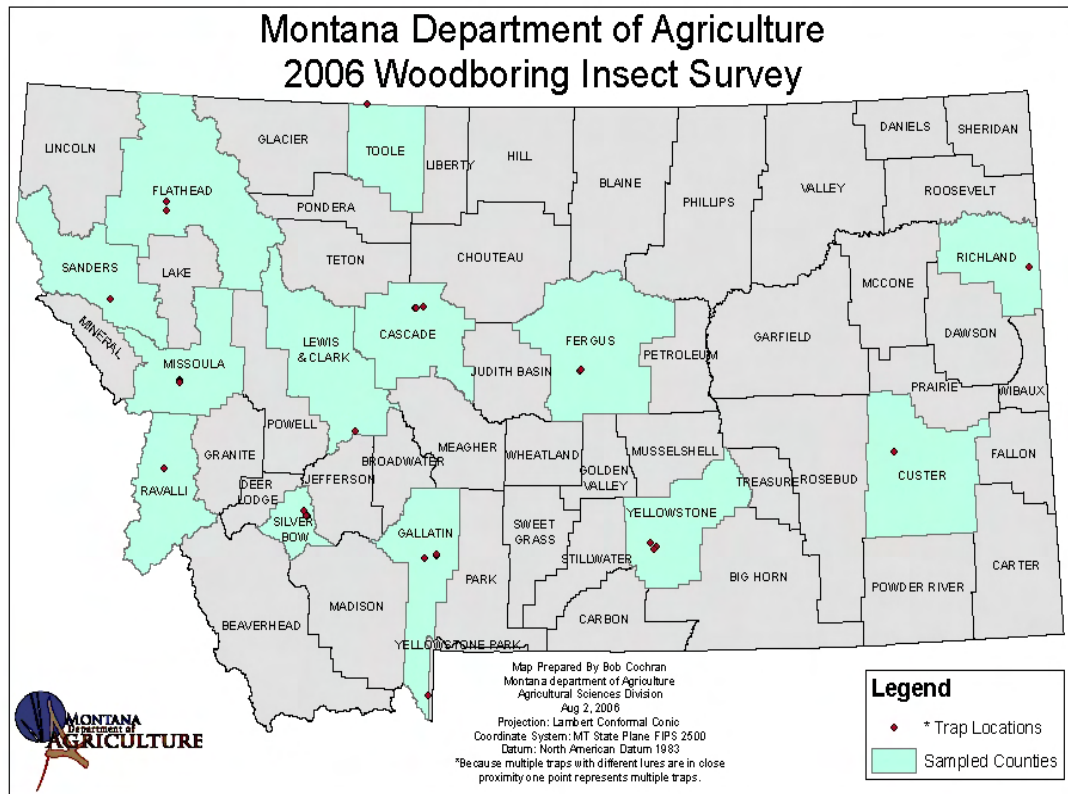 Montana Department of Agriculture
2006 Woodboring Insect Survey
LINCOLN
FLATHEAD
GLACIER
TOOLE
LIBERTY
HILL
BLAINE
PHILLIPS
VALLEY
DANIELS
SHERIDAN
ROOSEVELT
PONDERA
TETON
CHOUTEAU
SANDERS
LAKE
RICHLAND
MCCONE
MINERAL
MISSOULA
LEWIS
& CLARK
CASCADE
FERGUS
JUDITH BASIN
PETROLEUM
GARFIELD
DAWSON
PRAIRIE
WIBAUX
POWELL
GRANITE
MEAGHER
BROADWATER
WHEATLAND
GOLDEN
VALLEY
MUSSELSHELL
TREASURE
ROSEBUD
CUSTER
FALLON
RAVALLI
DEER
LODGE
JEFFERSON
SILVER
BOW
GALLATIN
SWEET
GRASS
STILLWATER
YELLOWSTONE
BIG HORN
PARK
CARBON
POWDER RIVER
CARTER
BEAVERHEAD
MADISON
YELLOWSTONE PARK
Map Prepared By Bob Cochran
Montana department of Agriculture
Agricultural Sciences Division
Aug 2, 2006
Projection: Lambert Conformal Conic
Coordinate System: MT State Plane FIPS 2500
Datum: North American Datum 1983
*Because multiple traps with different lures are in close
proximity one point represents multiple traps.
Legend
* Trap Locations
Sampled Counties
MONTANA
Department of
AGRICULTURE